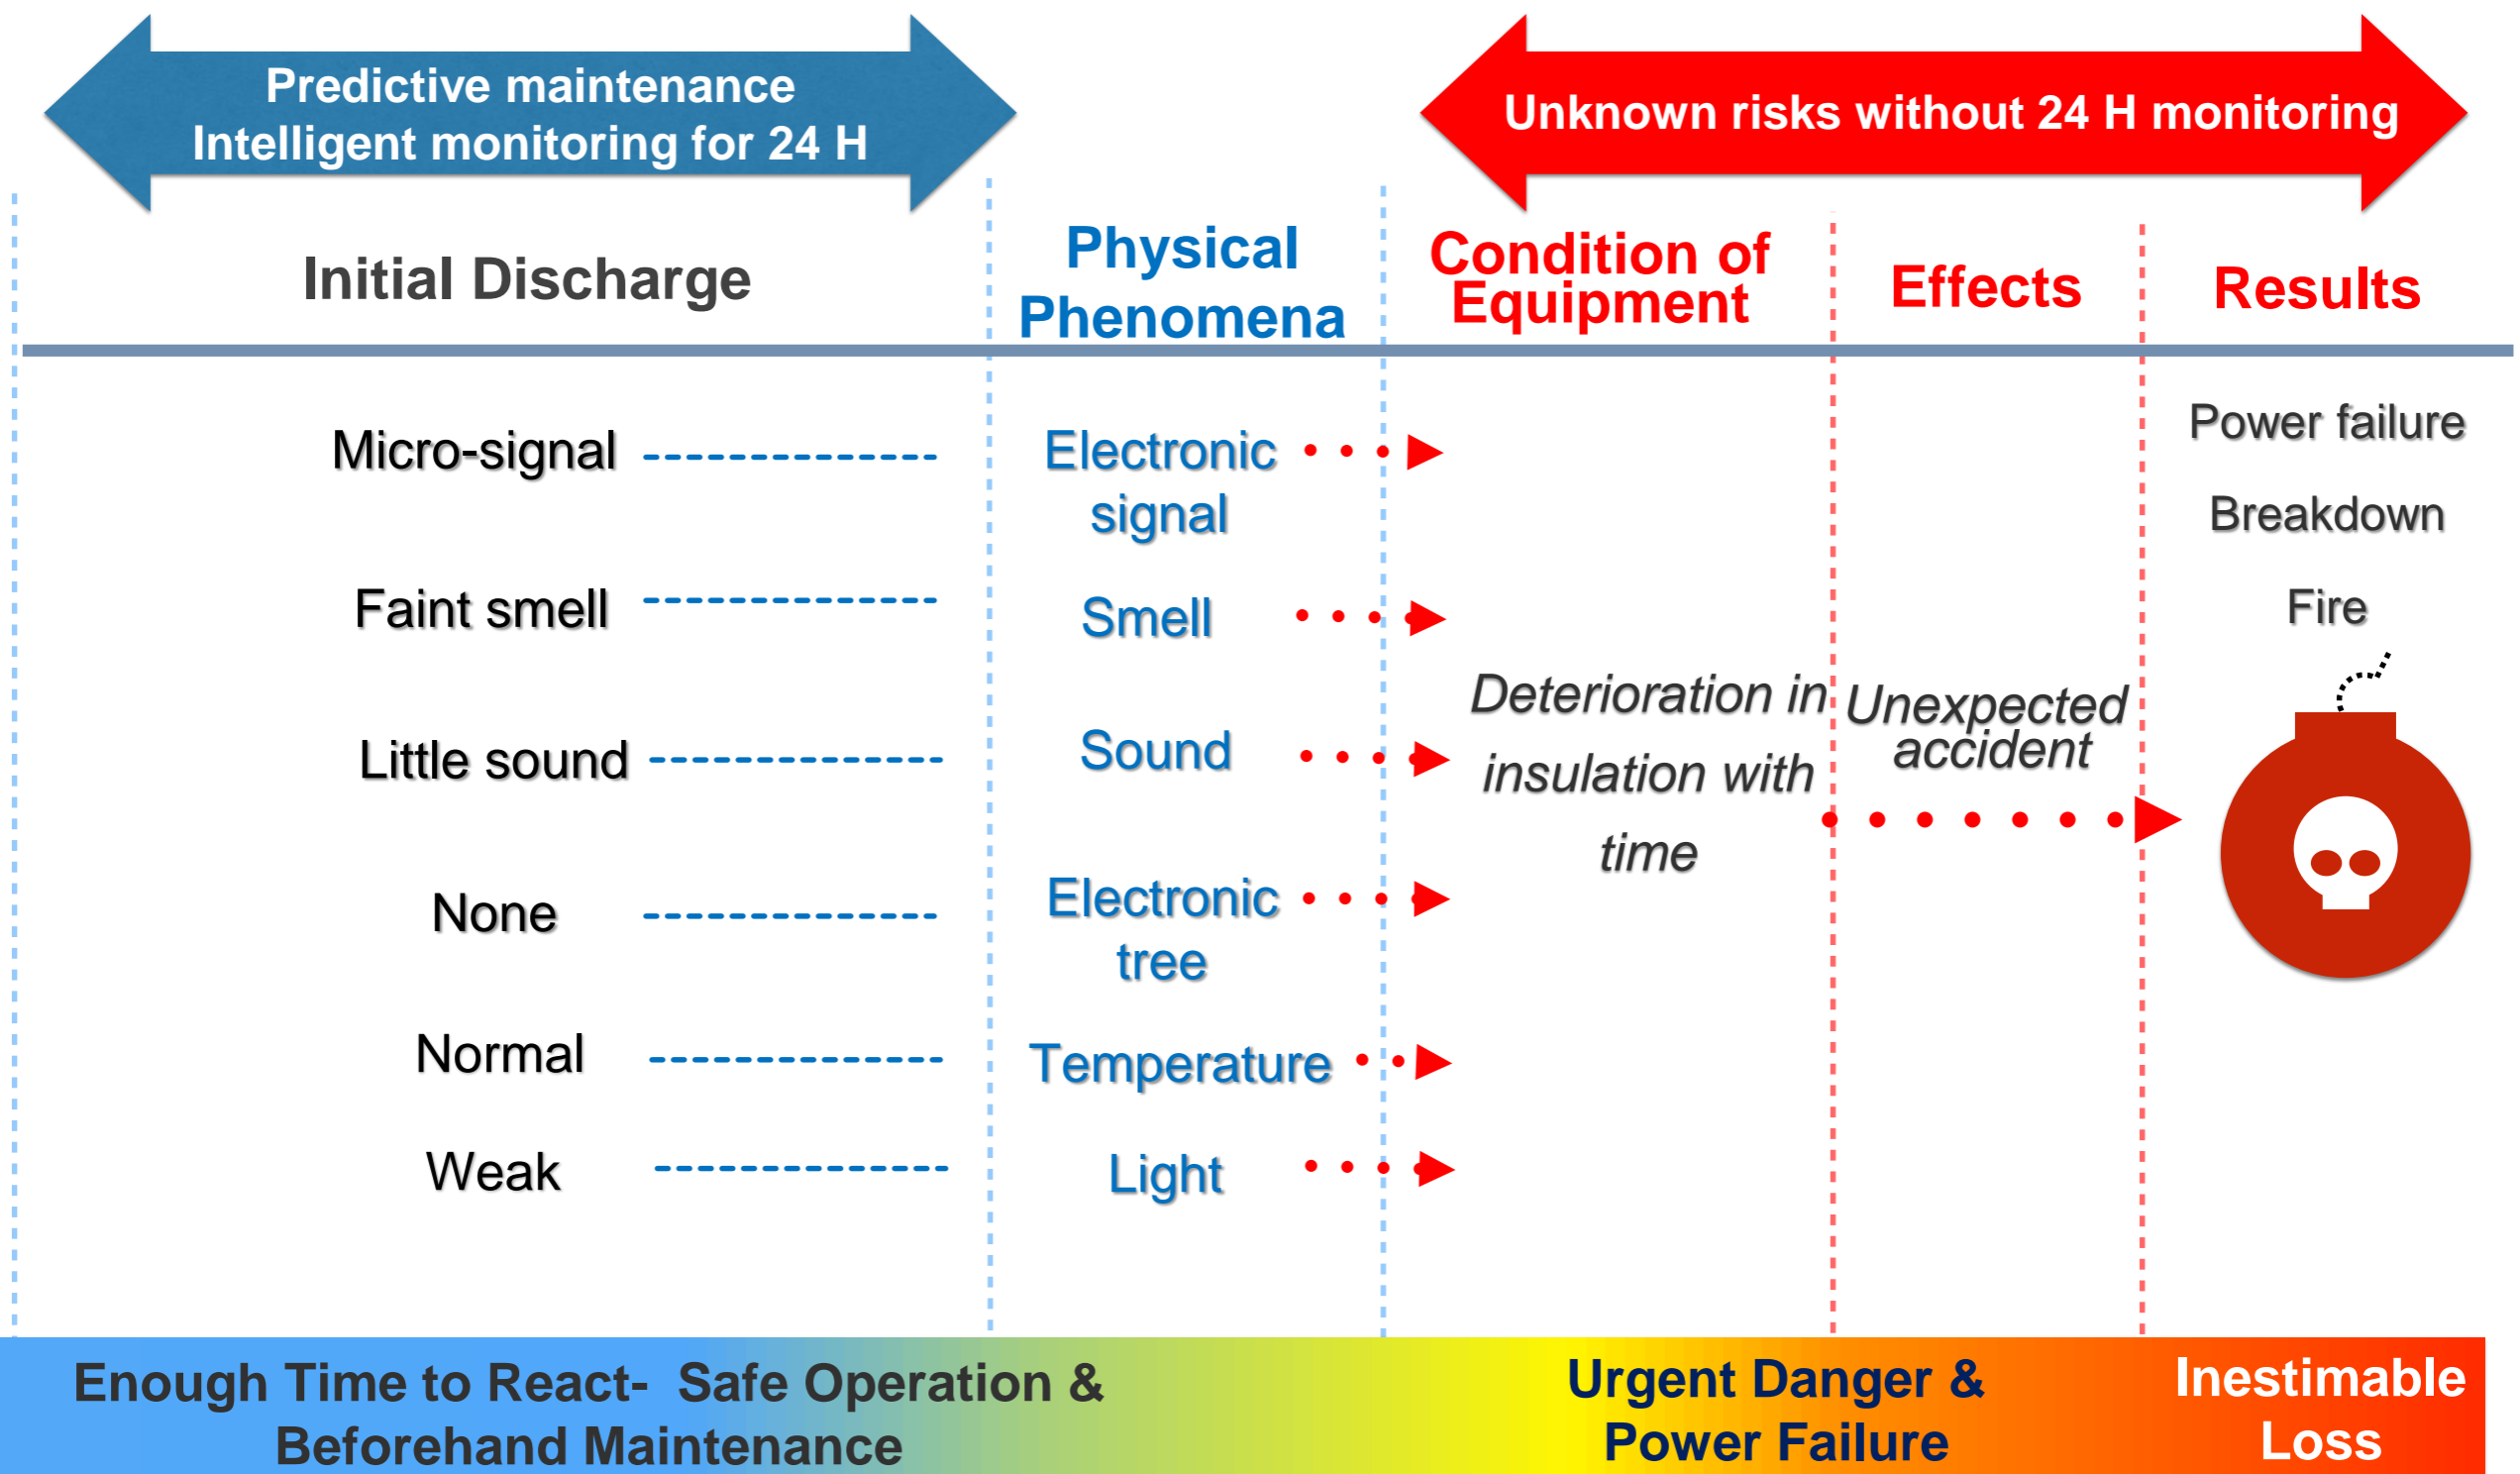 Predictive maintenance
Intelligent monitoring for 24 H
Unknown risks without 24 H monitoring
Initial Discharge
Physical
Phenomena
Condition of
Equipment
Effects
Results
Micro-signal
Electronic
signal
Faint smell
Smell
Little sound
Sound
None
Electronic
tree
Normal
Temperature
Weak
Light
Deterioration in
insulation with
time
Unexpected
accident
Power failure
Breakdown
Fire
Enough Time to React-  Safe Operation &
Beforehand Maintenance
Urgent Danger &
Power Failure
Inestimable
Loss